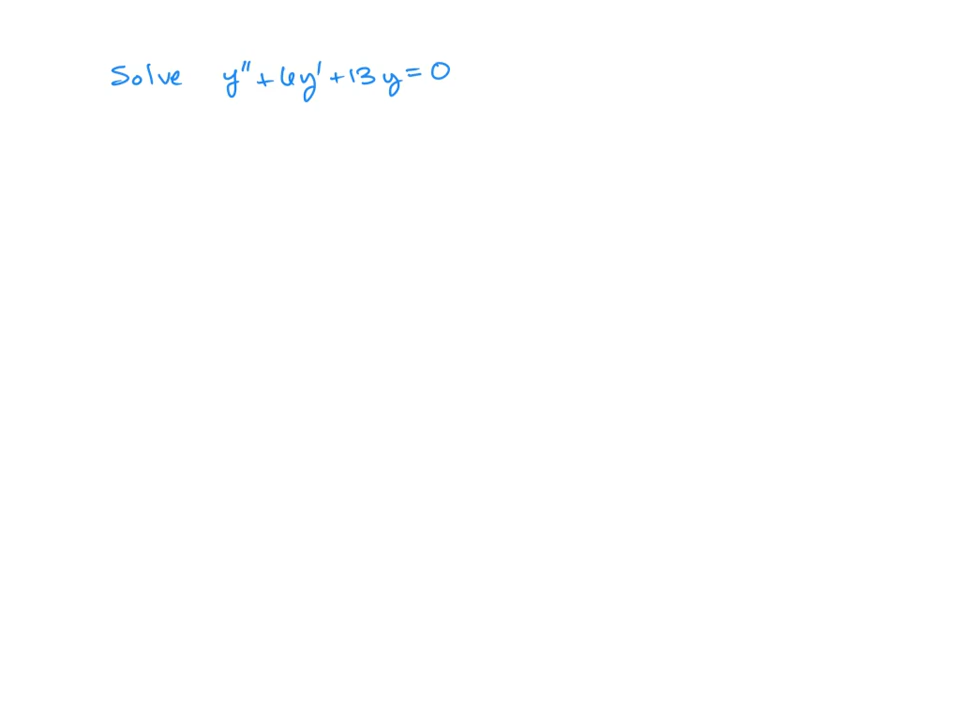 Solve y" + 6y' + 13y = 0